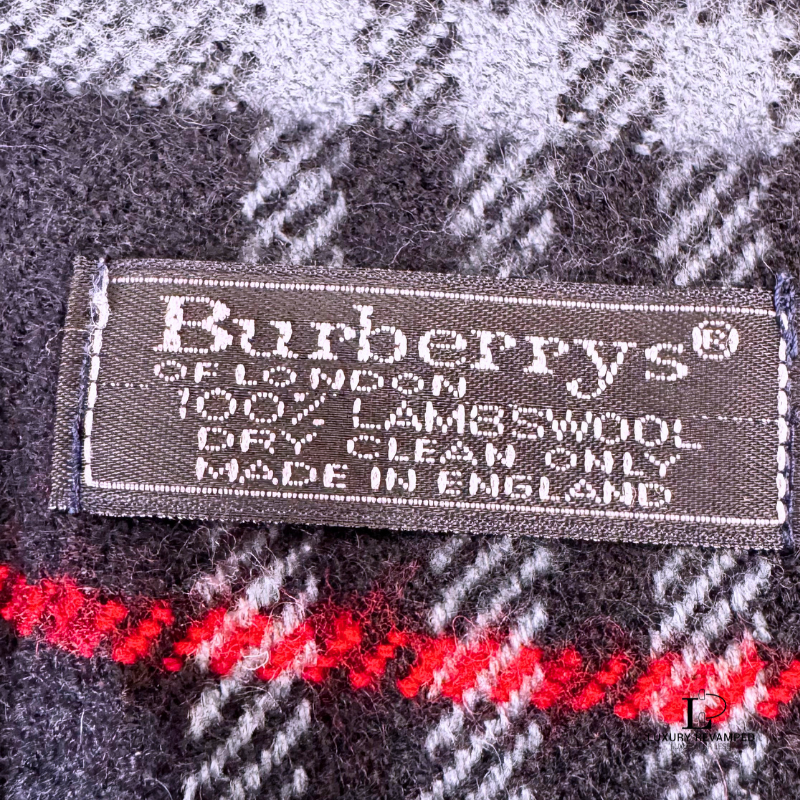 Burberrys®
OF LONDON
100% LAMBSWOOL
DRY CLEAN ONLY
MADE IN ENGLAND
LUXURY REVAMPED